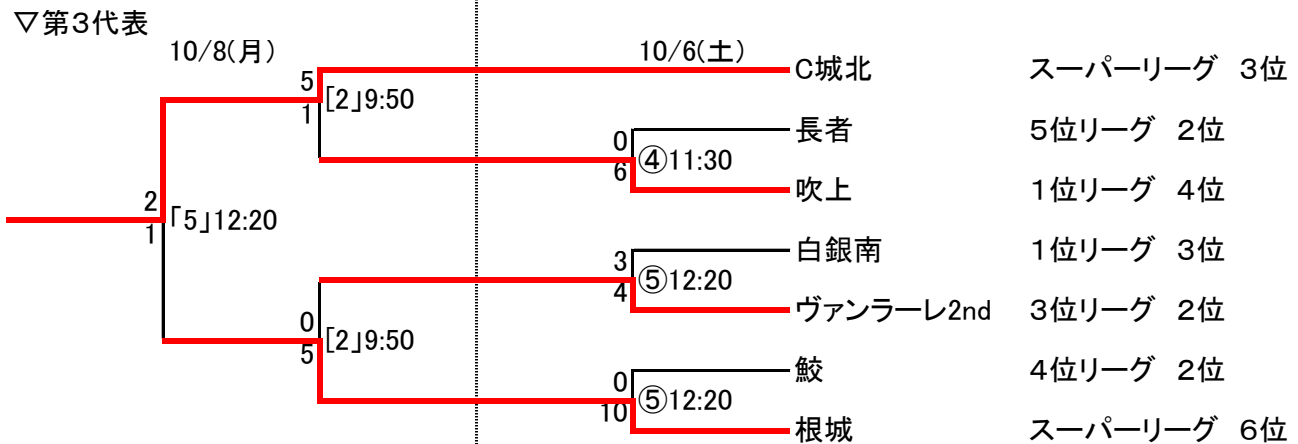 ▽第3代表
10/8(月)
10/6(土)
C城北 スーパーリーグ 3位
5
1
[2」9:50
長者 5位リーグ 2位
0
6
④11:30
吹上 1位リーグ 4位
2
1
「5」12:20
白銀南 1位リーグ 3位
3
4
⑤12:20
ヴァンラーレ2nd 3位リーグ 2位
0
5
[2」9:50
鮫 4位リーグ 2位
0
10
⑤12:20
根城 スーパーリーグ 6位